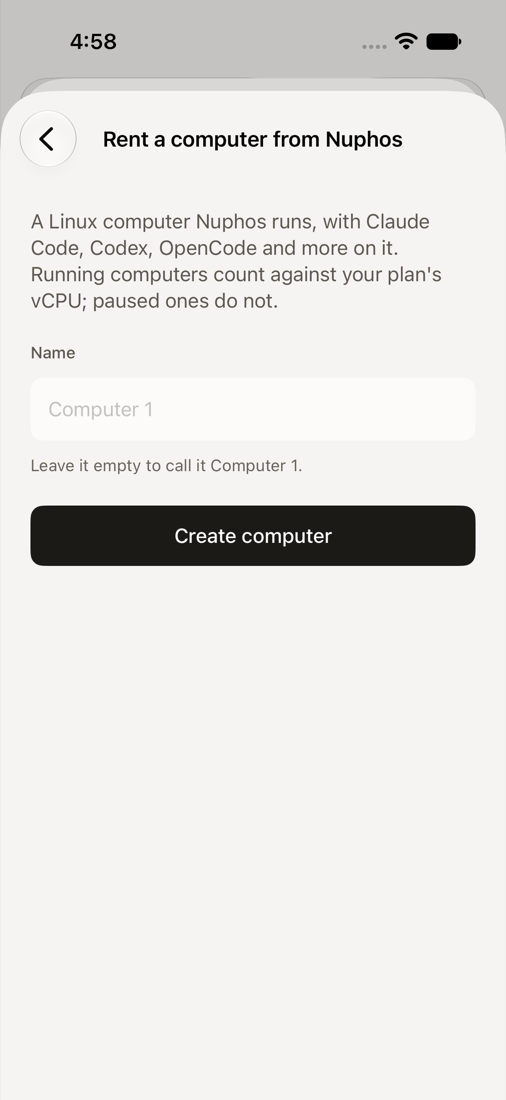 4:58
Rent a computer from Nuphos
A Linux computer Nuphos runs, with Claude
Code, Codex, OpenCode and more on it.
Running computers count against your plan's
vCPU; paused ones do not.
Name
Computer 1
Leave it empty to call it Computer 1.
Create computer